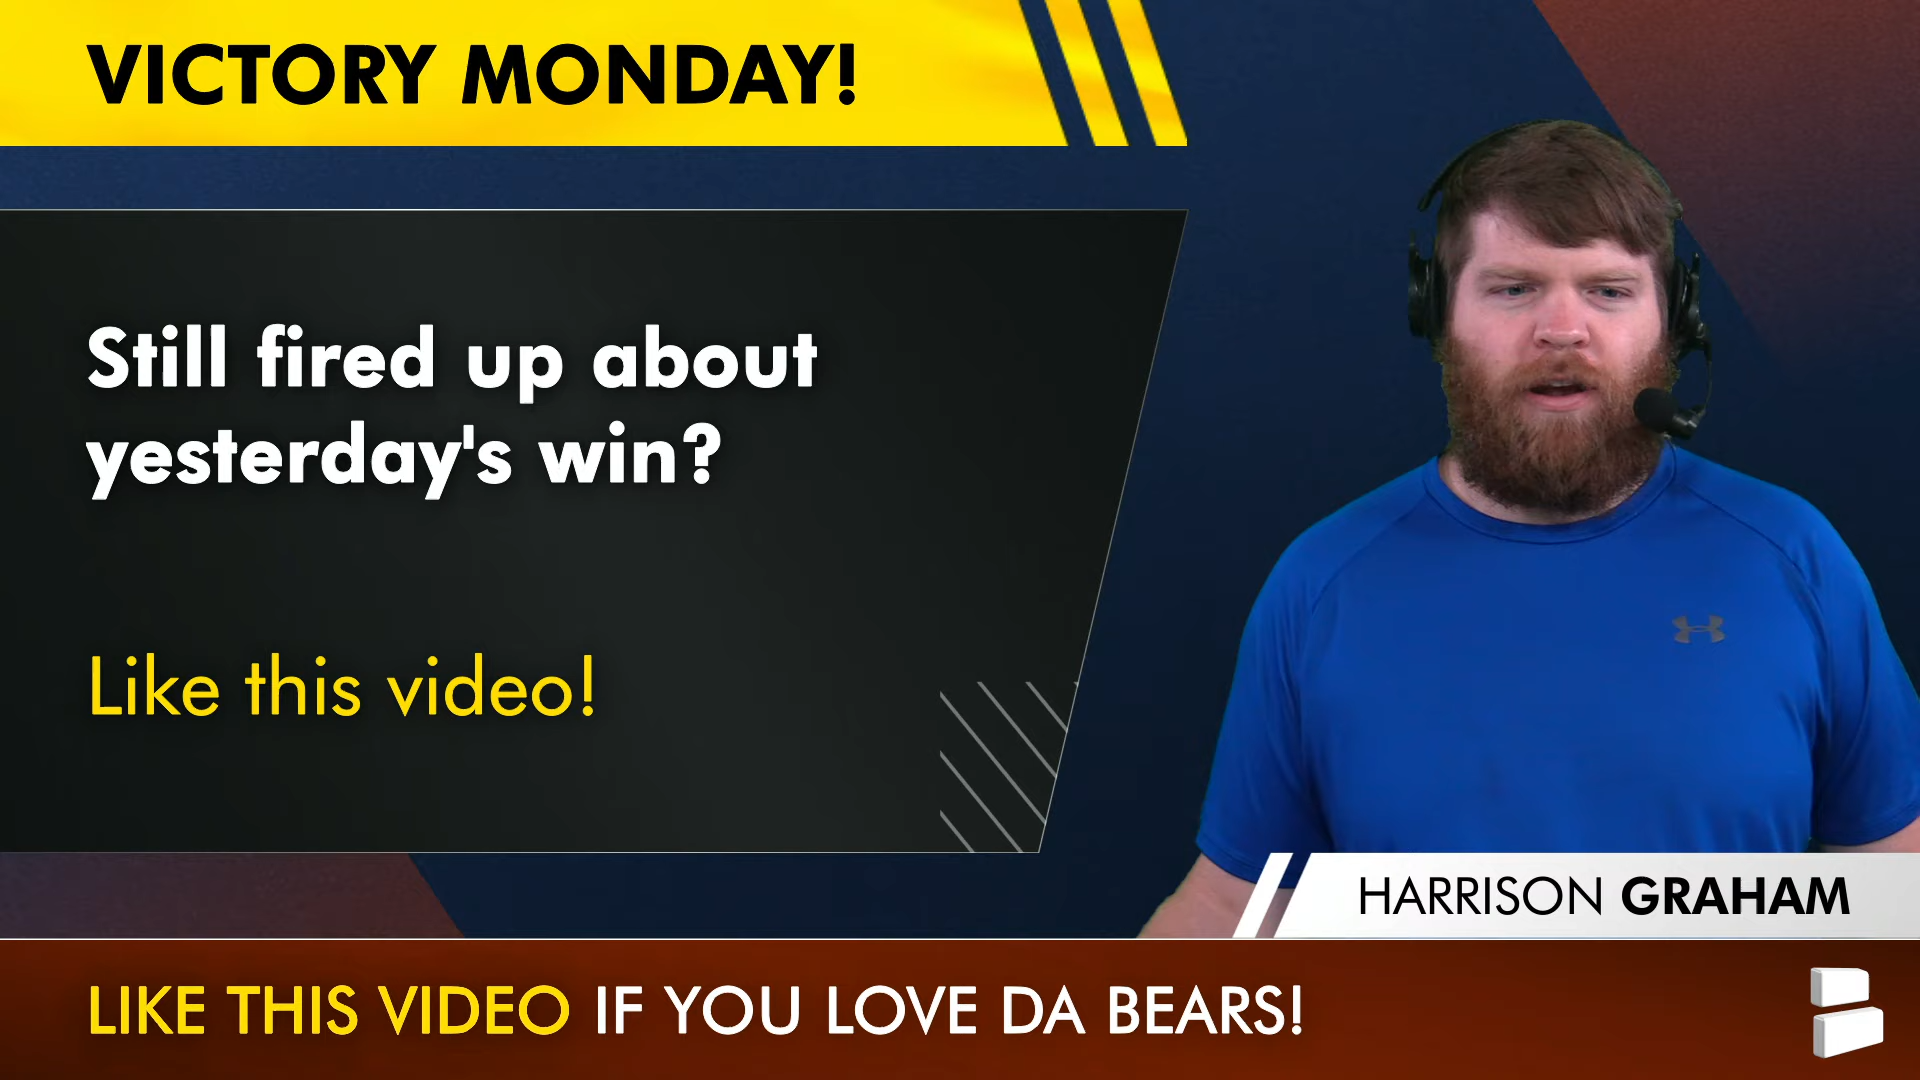 VICTORY MONDAY!
Still fired up about
yesterday's win?
Like this video!
HARRISON GRAHAM
LIKE THIS VIDEO IF YOU LOVE DA BEARS!